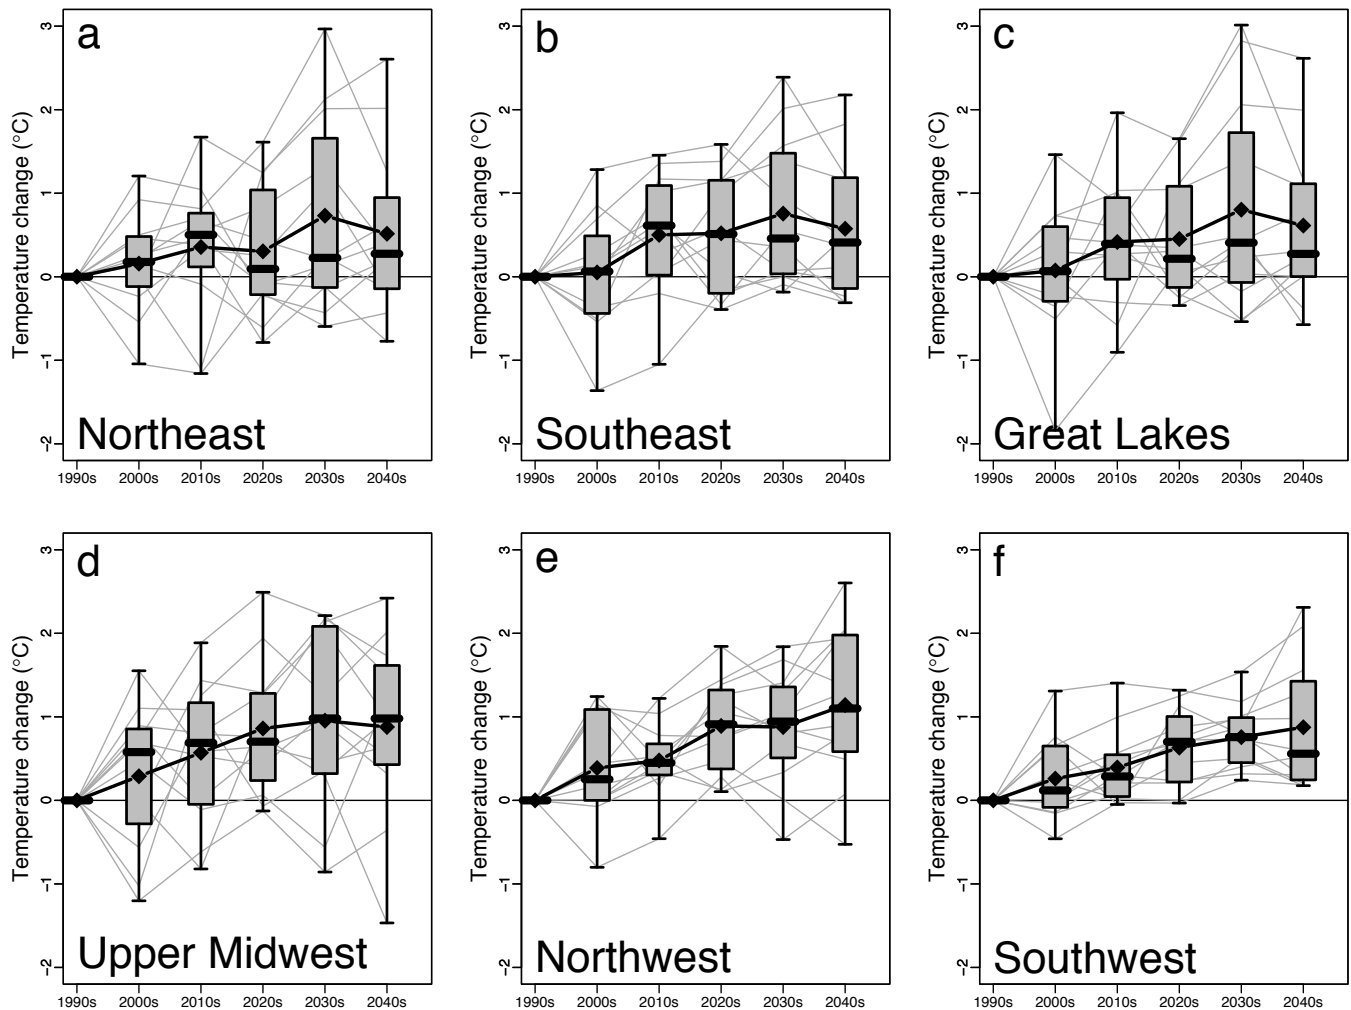 a
3
2
1
0
-1
-2
Temperature change (°C)
Northeast
1990s 2000s 2010s 2020s 2030s 2040s
b
3
2
1
0
-1
-2
Temperature change (°C)
Southeast
1990s 2000s 2010s 2020s 2030s 2040s
c
3
2
1
0
-1
-2
Temperature change (°C)
Great Lakes
1990s 2000s 2010s 2020s 2030s 2040s
d
3
2
1
0
-1
-2
Temperature change (°C)
Upper Midwest
1990s 2000s 2010s 2020s 2030s 2040s
e
3
2
1
0
-1
-2
Temperature change (°C)
Northwest
1990s 2000s 2010s 2020s 2030s 2040s
f
3
2
1
0
-1
-2
Temperature change (°C)
Southwest
1990s 2000s 2010s 2020s 2030s 2040s